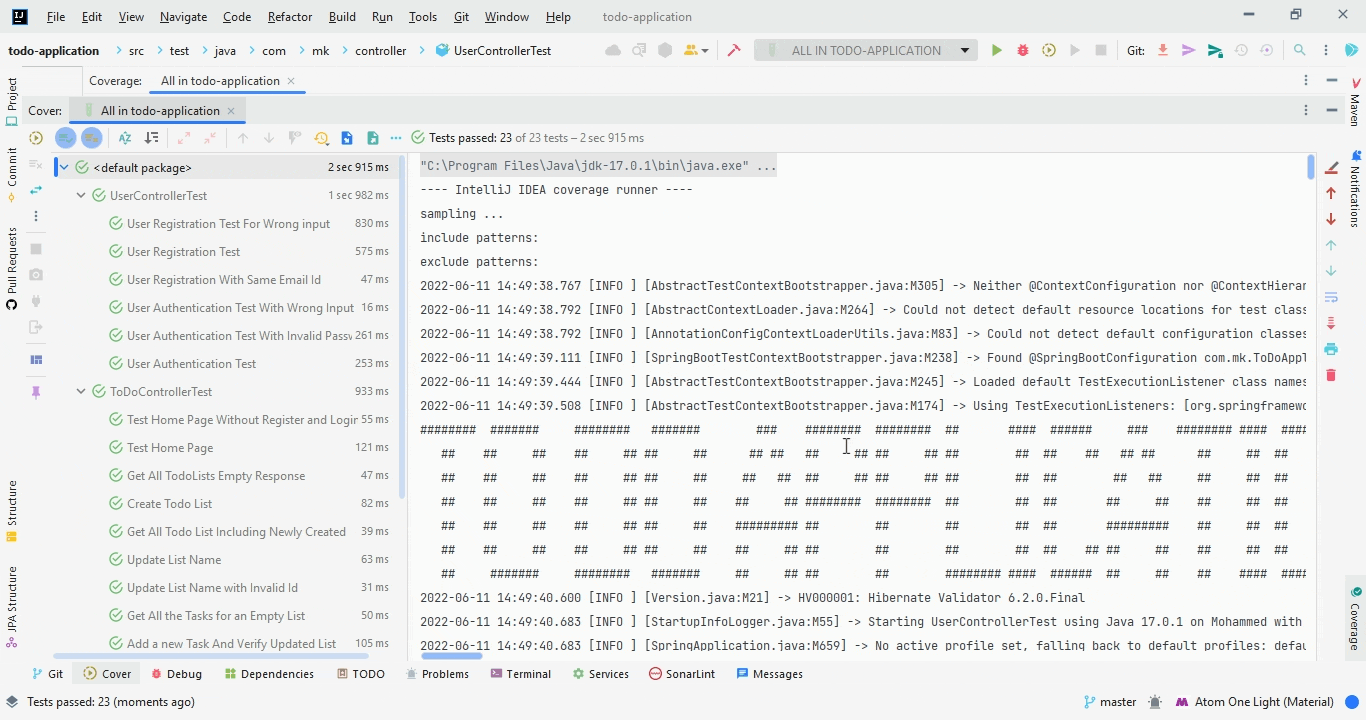 File Edit View Navigate Code Refactor Build Run Tools Git Window Help todo-application
todo-application src test java com mk controller UserControllerTest ALL IN TODO-APPLICATION Git:
Coverage: All in todo-application
Cover: All in todo-application
Tests passed: 23 of 23 tests – 2 sec 915 ms
<default package> 2 sec 915 ms
UserControllerTest 1 sec 982 ms
User Registration Test For Wrong input 830 ms
User Registration Test 575 ms
User Registration With Same Email Id 47 ms
User Authentication Test With Wrong Input 16 ms
User Authentication Test With Invalid Passw 261 ms
User Authentication Test 253 ms
ToDoControllerTest 933 ms
Test Home Page Without Register and Login 55 ms
Test Home Page 121 ms
Get All TodoLists Empty Response 47 ms
Create Todo List 82 ms
Get All Todo List Including Newly Created 39 ms
Update List Name 63 ms
Update List Name with Invalid Id 31 ms
Get All the Tasks for an Empty List 50 ms
Add a new Task And Verify Updated List 105 ms
"C:\Program Files\Java\jdk-17.0.1\bin\java.exe" ...
---- IntelliJ IDEA coverage runner ----
sampling ...
include patterns:
exclude patterns:
2022-06-11 14:49:38.767 [INFO ] [AbstractTestContextBootstrapper.java:M305] -> Neither @ContextConfiguration nor @ContextHierar
2022-06-11 14:49:38.792 [INFO ] [AbstractContextLoader.java:M264] -> Could not detect default resource locations for test class
2022-06-11 14:49:38.792 [INFO ] [AnnotationConfigContextLoaderUtils.java:M83] -> Could not detect default configuration classes
2022-06-11 14:49:39.111 [INFO ] [SpringBootTestContextBootstrapper.java:M238] -> Found @SpringBootConfiguration com.mk.ToDoAppl
2022-06-11 14:49:39.444 [INFO ] [AbstractTestContextBootstrapper.java:M245] -> Loaded default TestExecutionListener class names
2022-06-11 14:49:39.508 [INFO ] [AbstractTestContextBootstrapper.java:M174] -> Using TestExecutionListeners: [org.springframewo
2022-06-11 14:49:40.600 [INFO ] [Version.java:M21] -> HV000001: Hibernate Validator 6.2.0.Final
2022-06-11 14:49:40.683 [INFO ] [StartupInfoLogger.java:M55] -> Starting UserControllerTest using Java 17.0.1 on Mohammed with
2022-06-11 14:49:40.683 [INFO ] [SpringApplication.java:M659] -> No active profile set, falling back to default profiles: defau
Project
Commit
Pull Requests
Structure
JPA Structure
Maven
Notifications
Coverage
Git Cover Debug Dependencies TODO Problems Terminal Services SonarLint Messages
Tests passed: 23 (moments ago) master Atom One Light (Material)